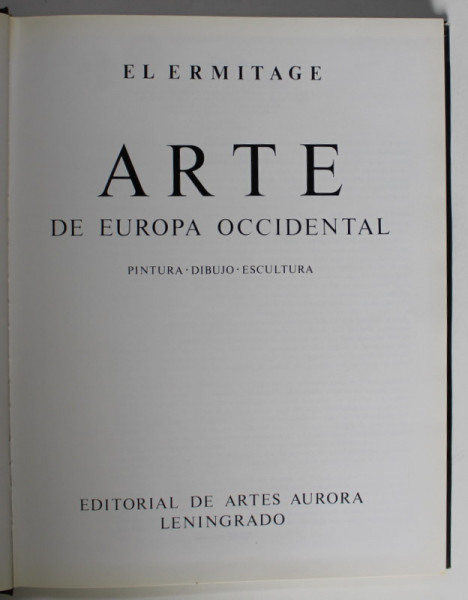 EL ERMITAGE
ARTE
DE EUROPA OCCIDENTAL
PINTURA · DIBUJO · ESCULTURA
EDITORIAL DE ARTES AURORA
LENINGRADO